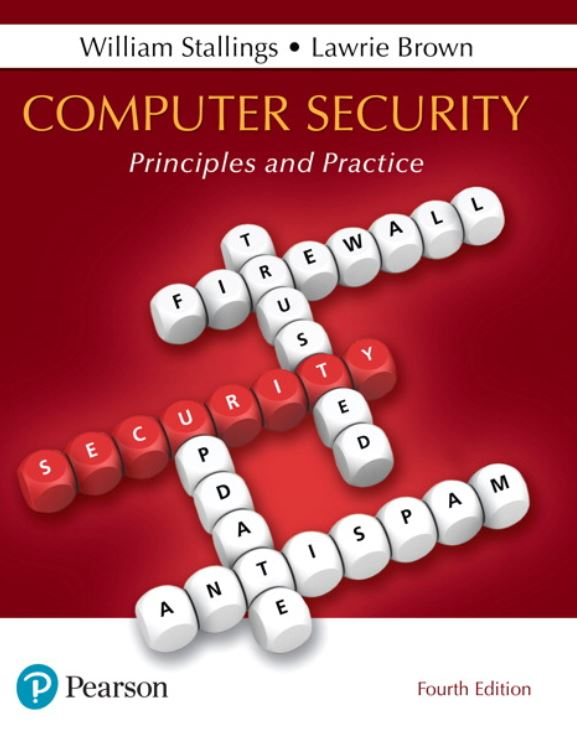 William Stallings • Lawrie Brown
COMPUTER SECURITY
Principles and Practice
FIREWALL
TRUSTED
SECURITY
UPDATE
ANTISPAM
Pearson
Fourth Edition